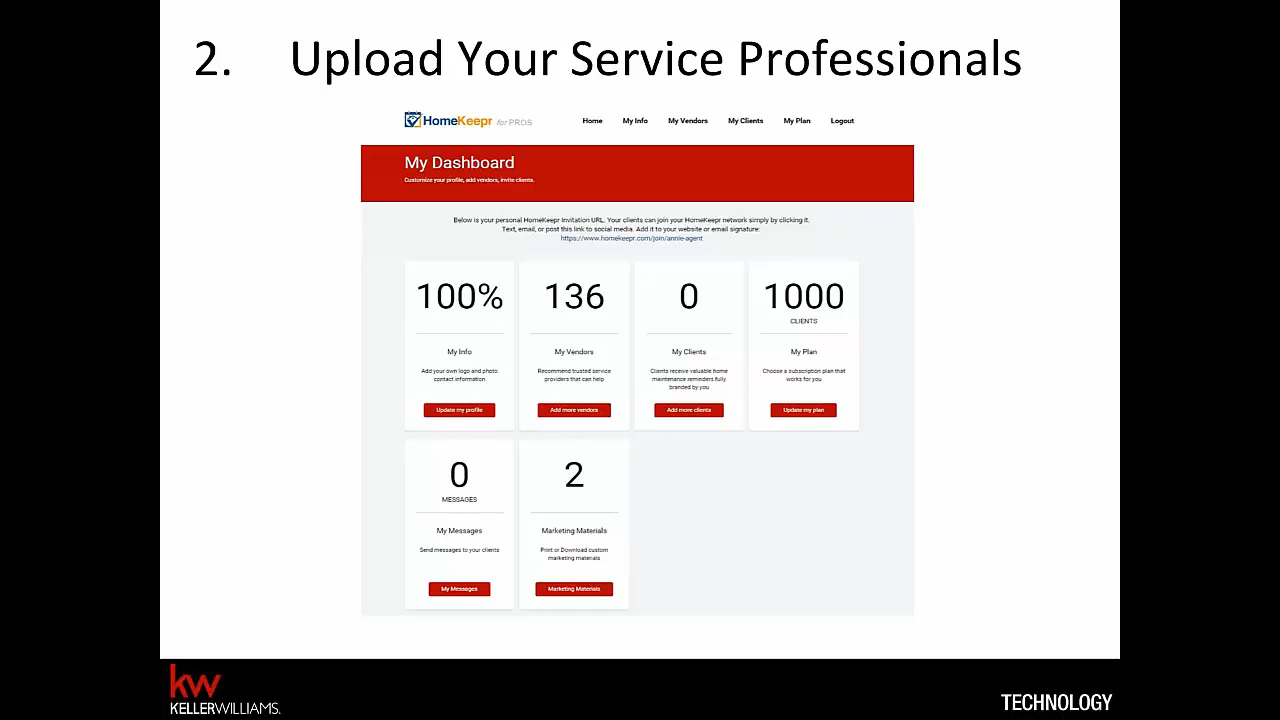 2. Upload Your Service Professionals
HomeKeepr for PROS
Home My Info My Vendors My Clients My Plan Logout
My Dashboard
Customize your profile, add vendors, invite clients.
Below is your personal HomeKeepr Invitation URL. Your clients can join your HomeKeepr network simply by clicking it.
Text, email, or post this link to social media. Add it to your website or email signature:
https://www.homekeepr.com/join/annie-agent
100%
My Info
Add your own logo and photo
contact information
Update my profile
136
My Vendors
Recommend trusted service
providers that can help
Add more vendors
0
My Clients
Clients receive valuable home
maintenance reminders fully
branded by you
Add more clients
1000
CLIENTS
My Plan
Choose a subscription plan that
works for you
Update my plan
0
MESSAGES
My Messages
Send messages to your clients
My Messages
2
Marketing Materials
Print or Download custom
marketing materials
Marketing Materials
kw
KELLERWILLIAMS.
TECHNOLOGY